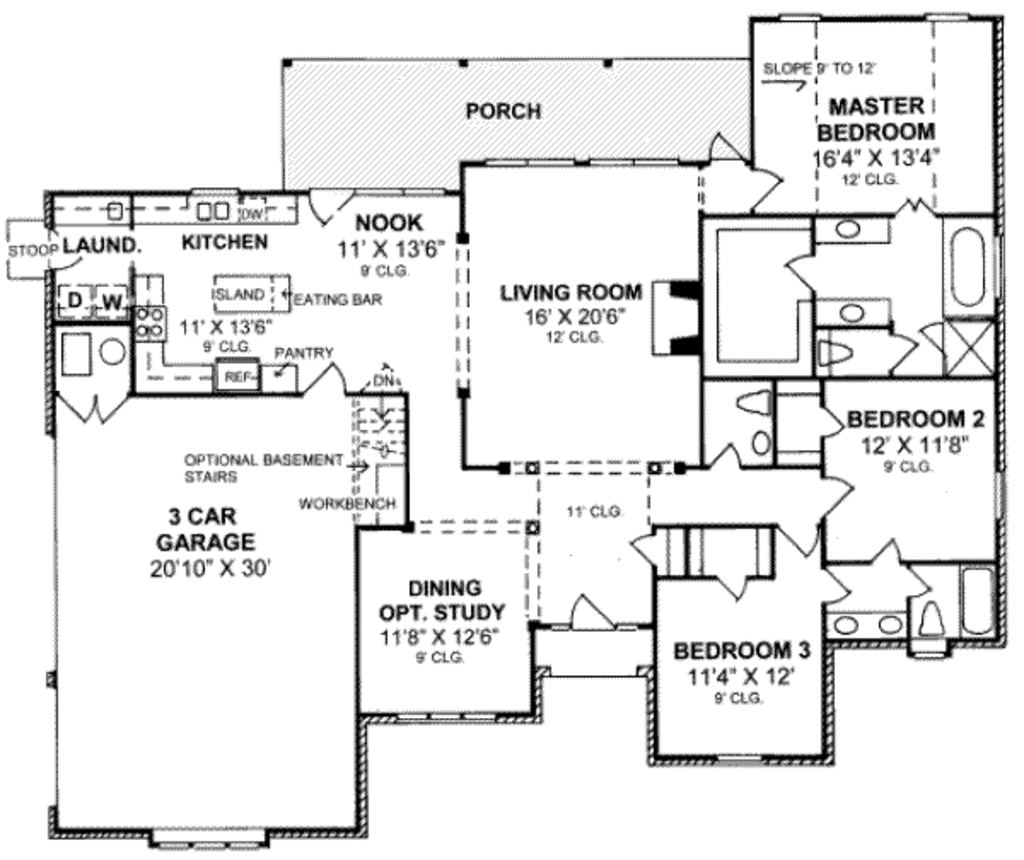 SLOPE 9' TO 12'
MASTER
BEDROOM
16'4" X 13'4"
12' CLG.
PORCH
STOOP
LAUND.
D
W
KITCHEN
DW
ISLAND
EATING BAR
11' X 13'6"
9' CLG.
NOOK
11' X 13'6"
9' CLG.
PANTRY
REF.
DN
LIVING ROOM
16' X 20'6"
12' CLG.
BEDROOM 2
12' X 11'8"
9' CLG.
OPTIONAL BASEMENT
STAIRS
WORKBENCH
11' CLG.
3 CAR
GARAGE
20'10" X 30'
DINING
OPT. STUDY
11'8" X 12'6"
9' CLG.
BEDROOM 3
11'4" X 12'
9' CLG.